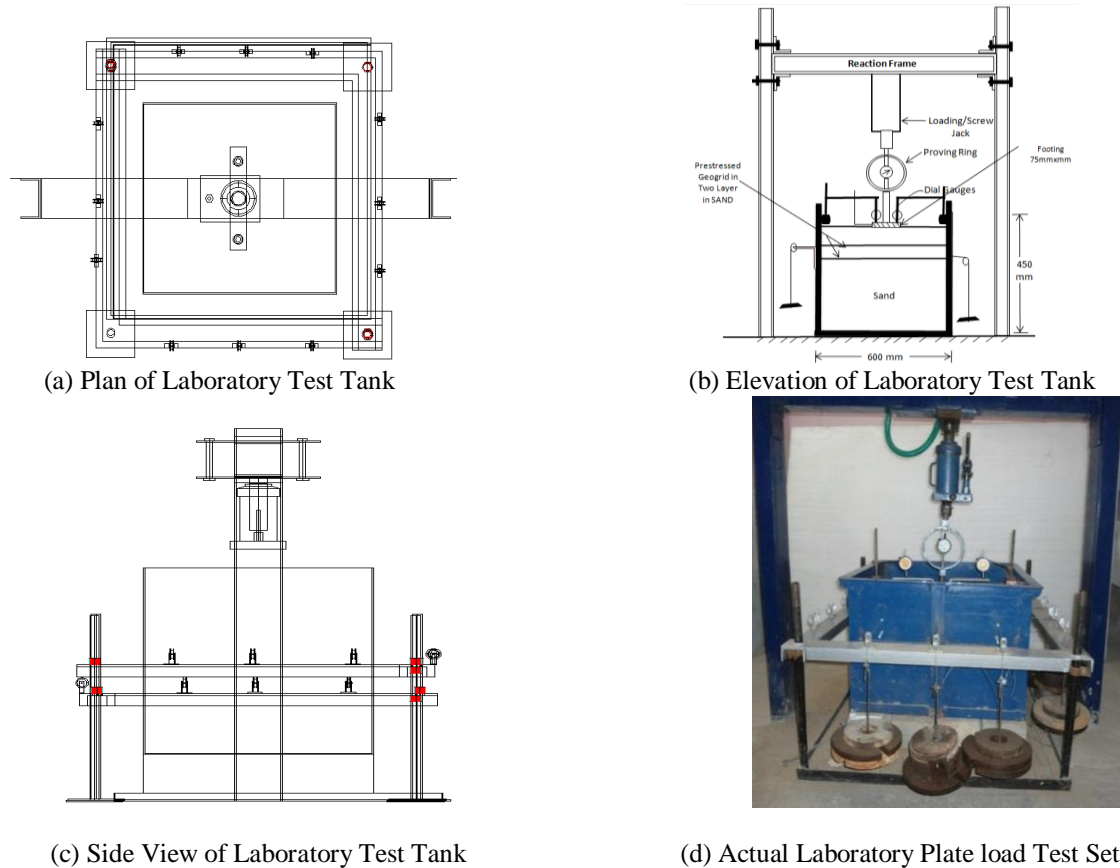 (a) Plan of Laboratory Test Tank
Reaction Frame
Loading/Screw
Jack
Proving Ring
Footing
75mmxmm
Prestressed
Geogrid in
Two Layer
in SAND
Dial Gauges
450
mm
Sand
600 mm
(b) Elevation of Laboratory Test Tank
(c) Side View of Laboratory Test Tank
(d) Actual Laboratory Plate load Test Set